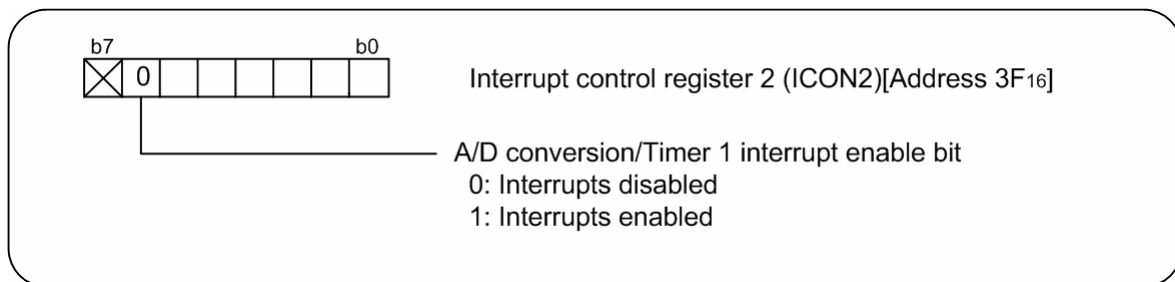 b7 b0
0
Interrupt control register 2 (ICON2)[Address 3F16]
A/D conversion/Timer 1 interrupt enable bit
0: Interrupts disabled
1: Interrupts enabled